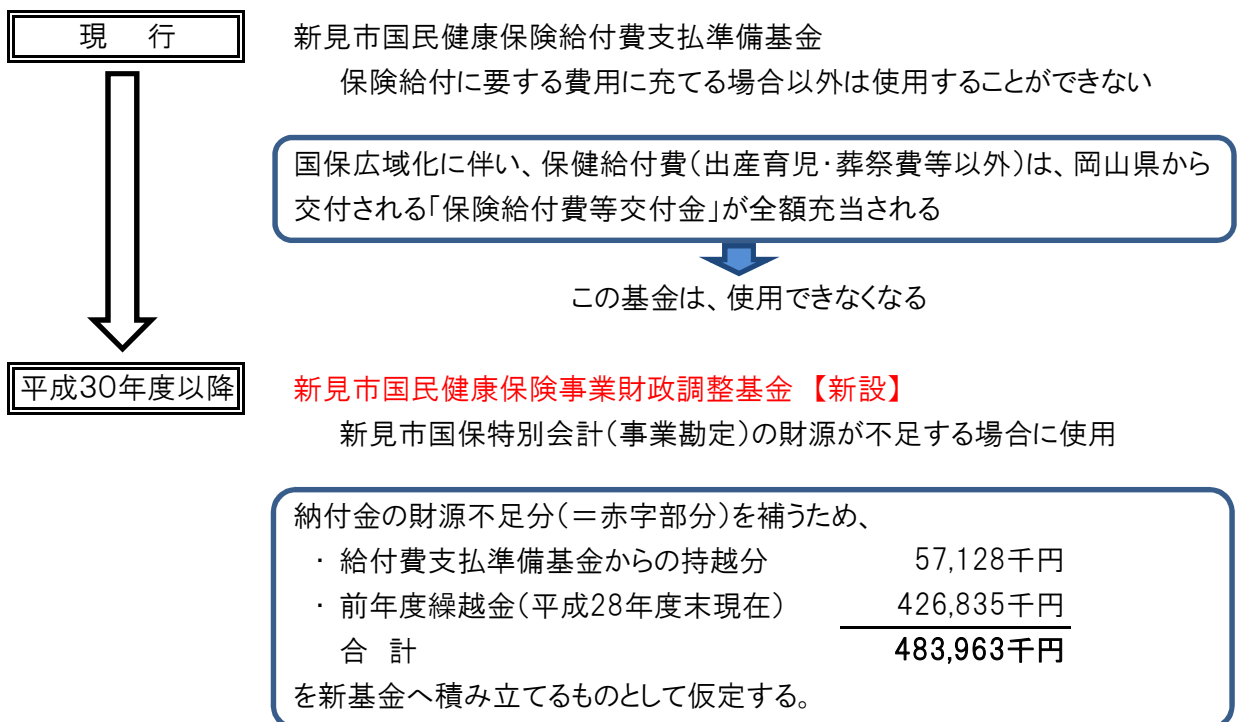 現　行
新見市国民健康保険給付費支払準備基金
保険給付に要する費用に充てる場合以外は使用することができない
国保広域化に伴い、保健給付費（出産育児・葬祭費等以外）は、岡山県から
交付される「保険給付費等交付金」が全額充当される
この基金は、使用できなくなる
平成30年度以降
新見市国民健康保険事業財政調整基金 【新設】
新見市国保特別会計（事業勘定）の財源が不足する場合に使用
納付金の財源不足分（＝赤字部分）を補うため、
・ 給付費支払準備基金からの持越分　57,128千円
・ 前年度繰越金（平成28年度末現在）　426,835千円
合 計　483,963千円
を新基金へ積み立てるものとして仮定する。